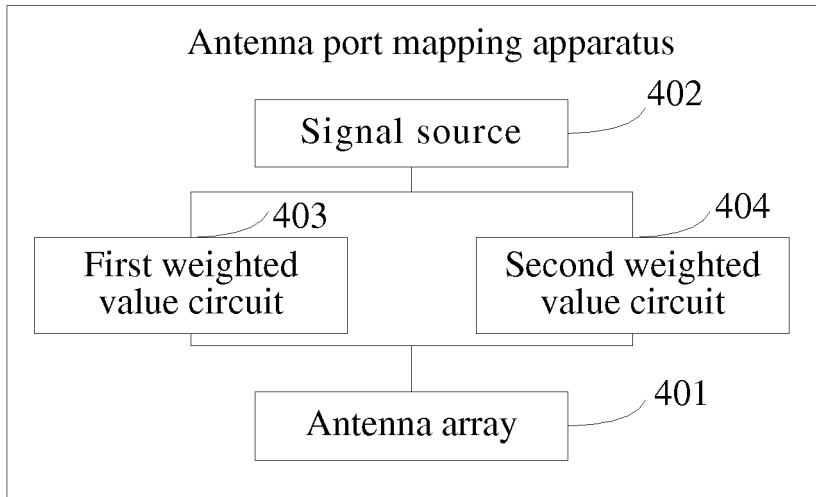 Antenna port mapping apparatus
402
Signal source
403
404
First weighted
value circuit
Second weighted
value circuit
401
Antenna array